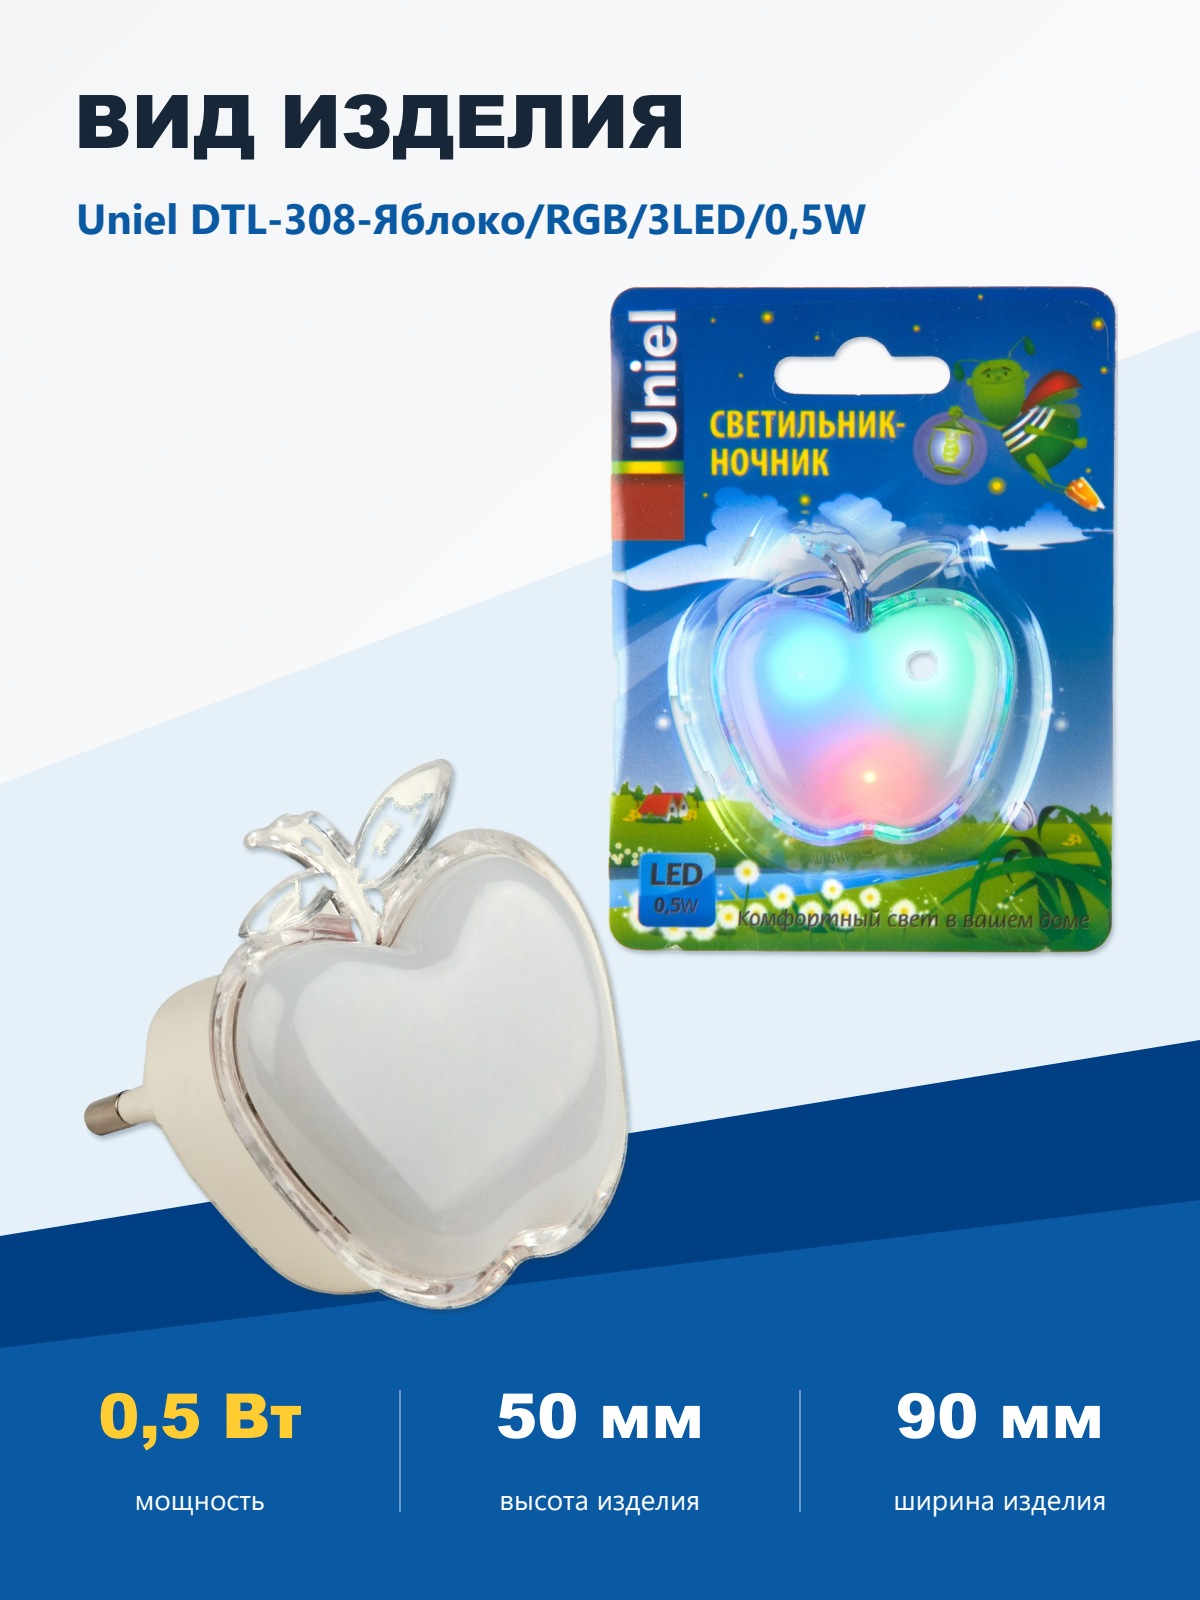 ВИД ИЗДЕЛИЯ
Uniel DTL-308-Яблоко/RGB/3LED/0,5W
Uniel
СВЕТИЛЬНИК-
НОЧНИК
LED
0,5W
Комфортный свет в вашем доме
0,5 Вт
50 мм
90 мм
мощность
высота изделия
ширина изделия